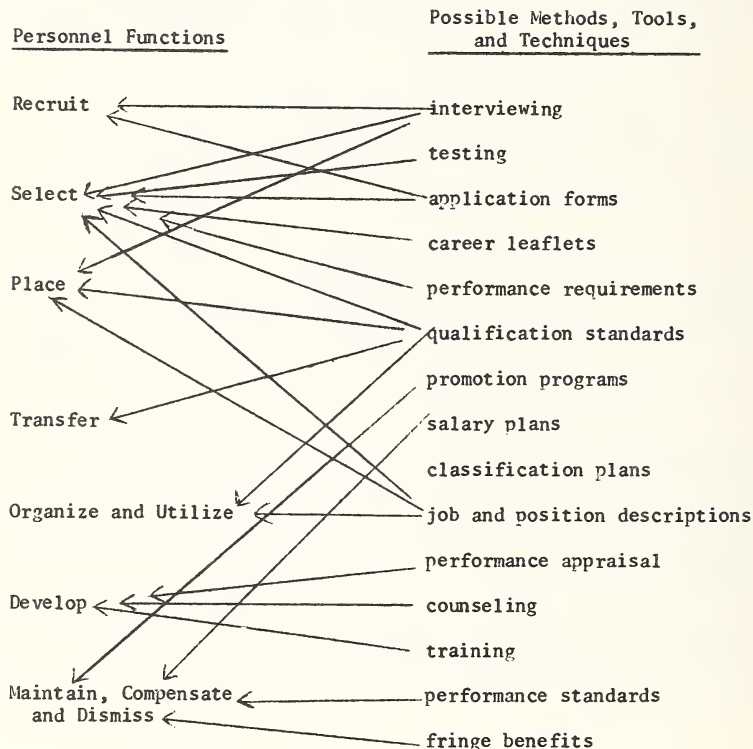 Personnel Functions
Possible Methods, Tools,
and Techniques
Recruit
Select
Place
Transfer
Organize and Utilize
Develop
Maintain, Compensate
and Dismiss
interviewing
testing
application forms
career leaflets
performance requirements
qualification standards
promotion programs
salary plans
classification plans
job and position descriptions
performance appraisal
counseling
training
performance standards
fringe benefits